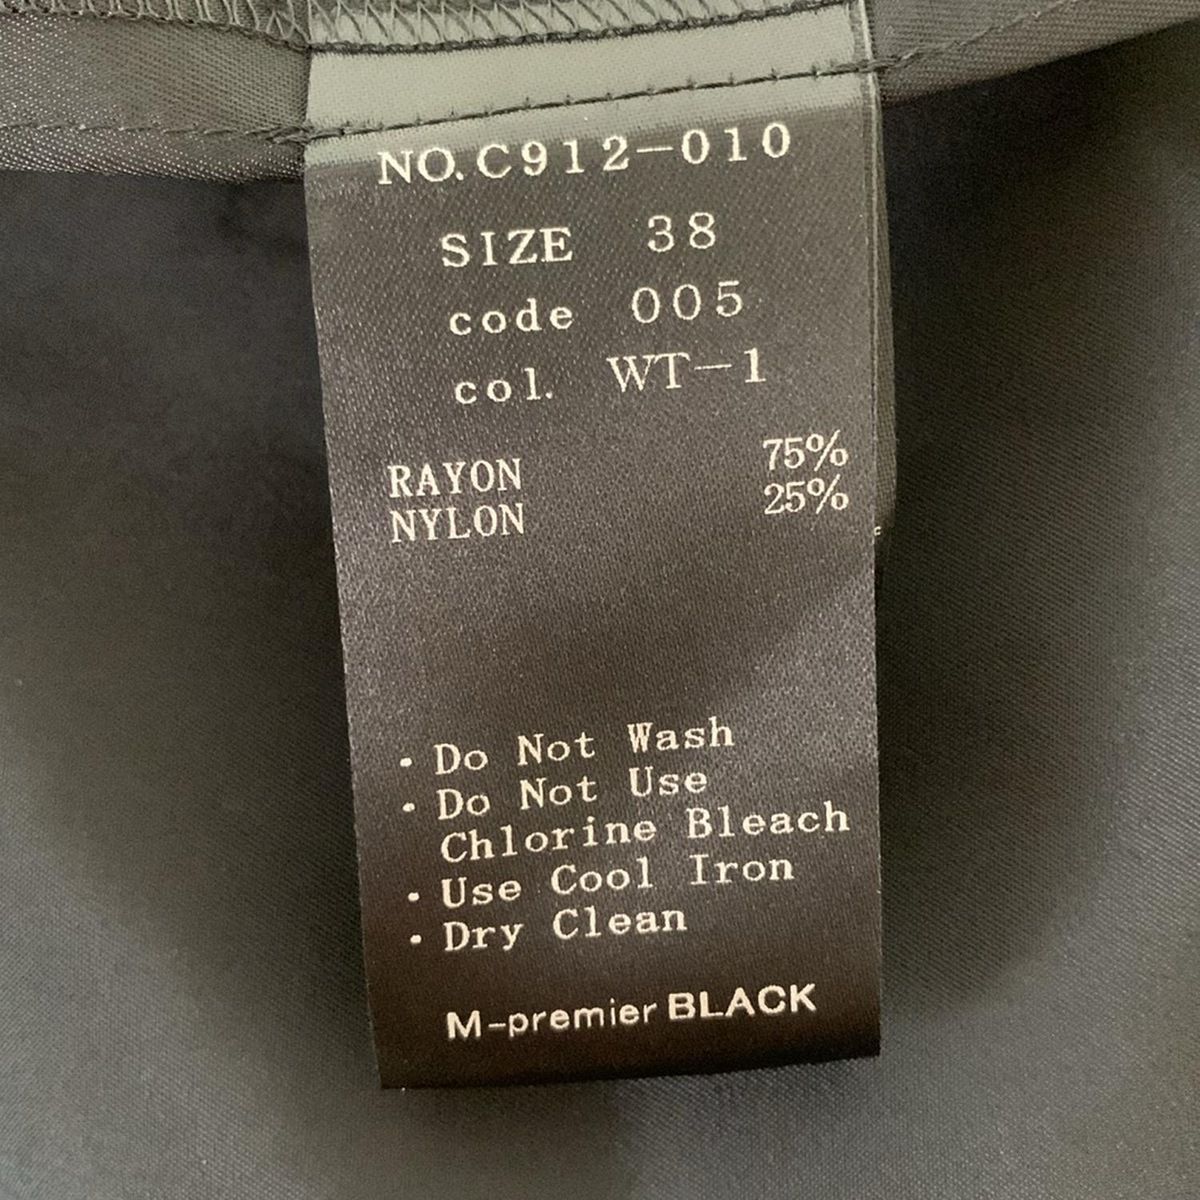 NO.C912-010
SIZE 38
code 005
col. WT-1
RAYON 75%
NYLON 25%
・Do Not Wash
・Do Not Use
Chlorine Bleach
・Use Cool Iron
・Dry Clean
M-premier BLACK